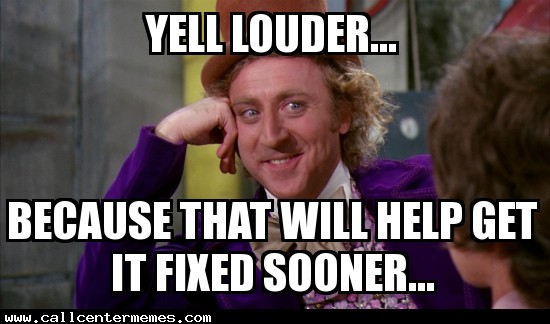 YELL LOUDER...
BECAUSE THAT WILL HELP GET
IT FIXED SOONER...
www.callcentermemes.com